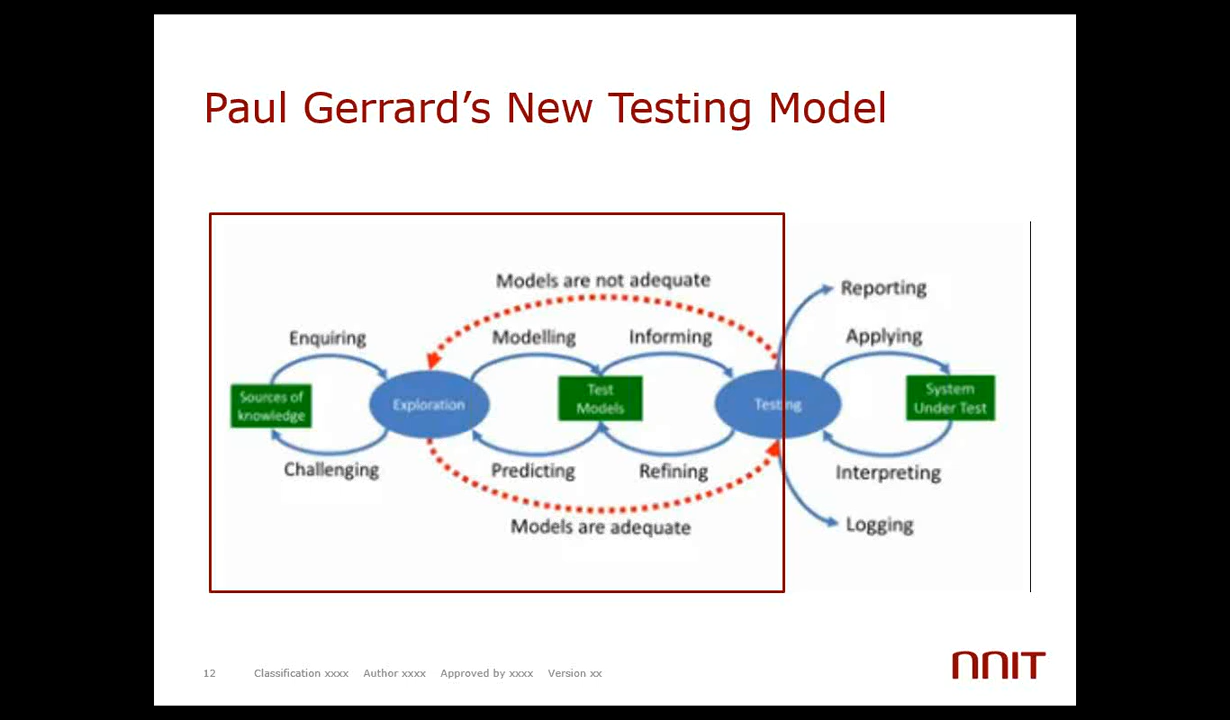 Paul Gerrard’s New Testing Model
Models are not adequate
Reporting
Enquiring
Modelling
Informing
Applying
Sources of
knowledge
Exploration
Test
Models
Testing
System
Under Test
Challenging
Predicting
Refining
Interpreting
Models are adequate
Logging
12 Classification xxxx Author xxxx Approved by xxxx Version xx
nnit